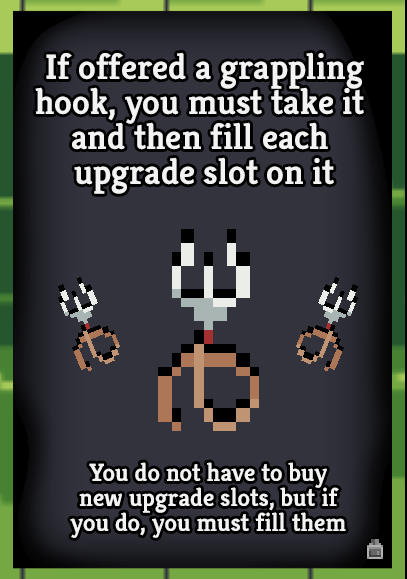 If offered a grappling
hook, you must take it
and then fill each
upgrade slot on it
You do not have to buy
new upgrade slots, but if
you do, you must fill them